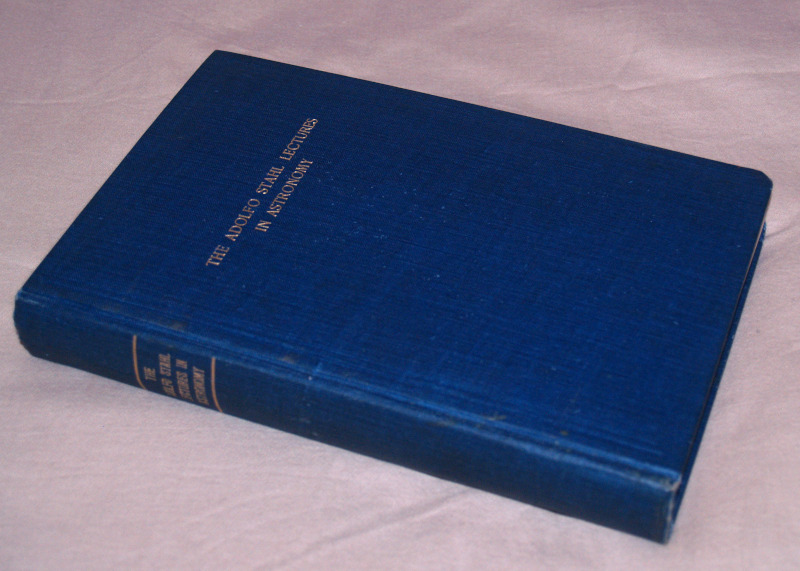 THE ADOLFO STAHL LECTURES
IN ASTRONOMY
THE
ADOLFO STAHL
LECTURES IN
ASTRONOMY